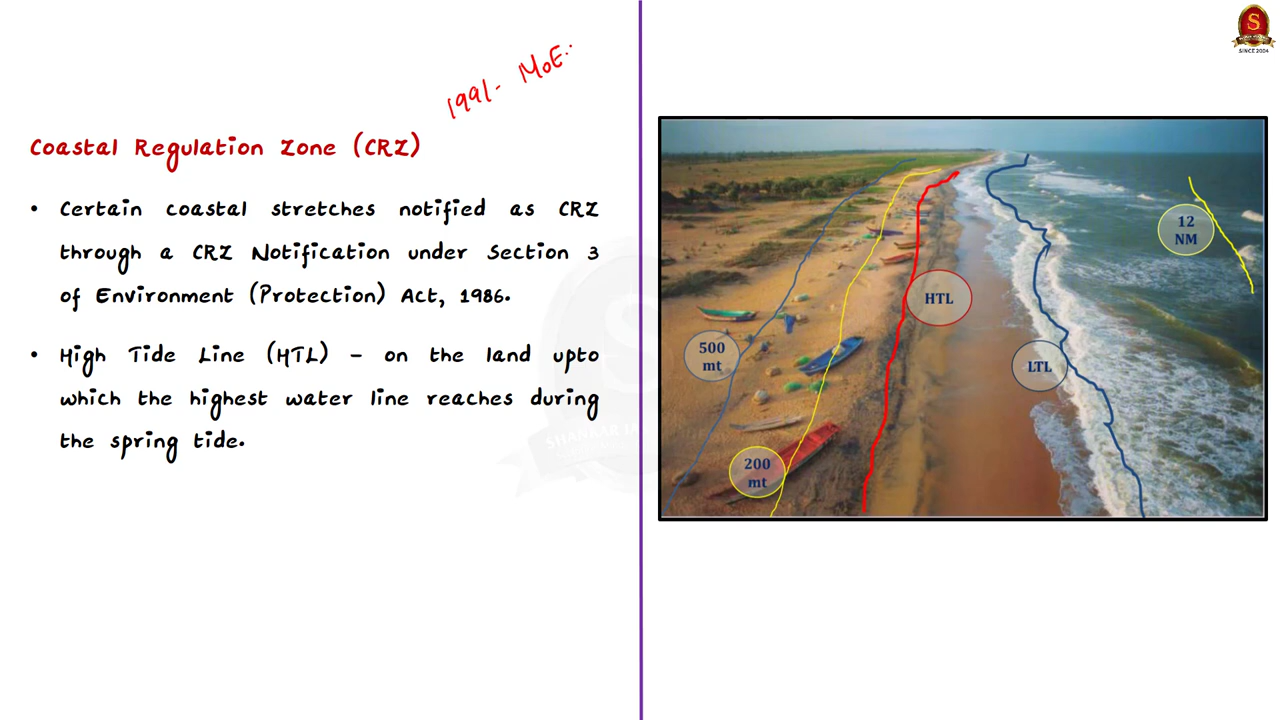 1991- MoE..
Coastal Regulation Zone (CRZ)
• Certain coastal stretches notified as CRZ
through a CRZ Notification under Section 3
of Environment (Protection) Act, 1986.
• High Tide Line (HTL) – on the land upto
which the highest water line reaches during
the spring tide.
S
SINCE 2004
12
NM
HTL
500
mt
LTL
200
mt
SHANKAR